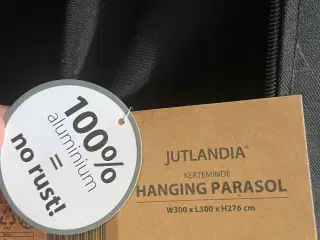 100%
aluminium
=
no rust!
JUTLANDIA®
KERTEMINDE
HANGING PARASOL
W300 x L300 x H276 cm